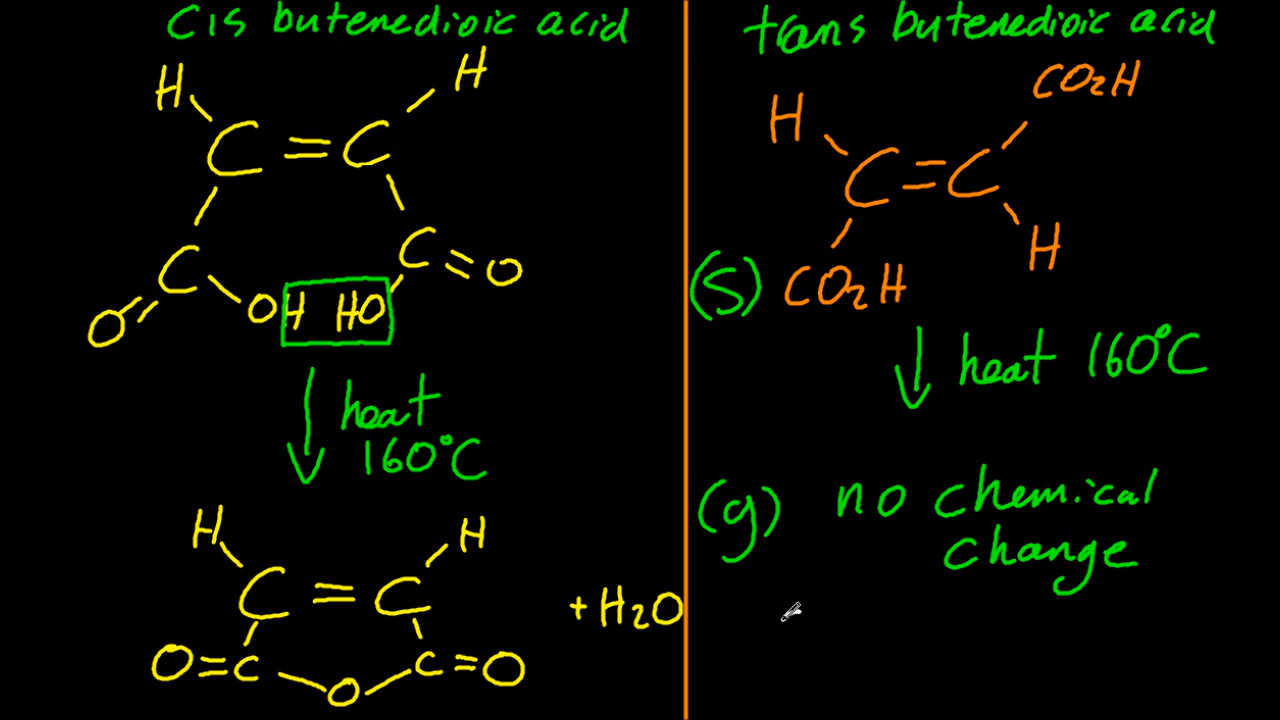 cis butenedioic acid
H H
C = C
C C = O
O = OH HO
heat
160°C
H H
C = C
+ H2O
O = C C = O
O
trans butenedioic acid
CO2H
H
C = C
H
(s) CO2H
heat 160°C
(g) no chemical
change